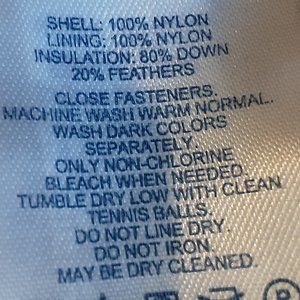 SHELL: 100% NYLON
LINING: 100% NYLON
INSULATION: 80% DOWN
20% FEATHERS
CLOSE FASTENERS.
MACHINE WASH WARM NORMAL.
WASH DARK COLORS
SEPARATELY.
ONLY NON-CHLORINE
BLEACH WHEN NEEDED.
TUMBLE DRY LOW WITH CLEAN
TENNIS BALLS.
DO NOT LINE DRY.
DO NOT IRON.
MAY BE DRY CLEANED.
P